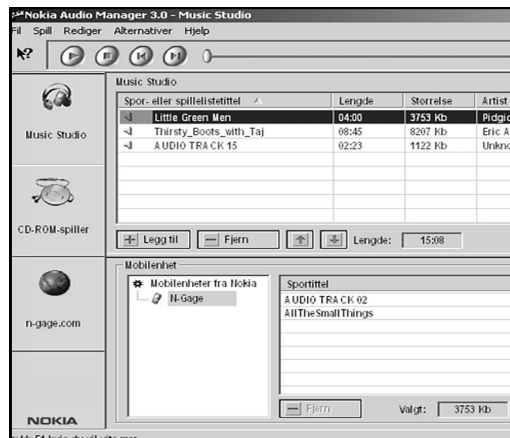 Nokia Audio Manager 3.0 - Music Studio
Fil Spill Rediger Alternativer Hjelp
Music Studio
Spor- eller spillelistetittel Lengde Storrelse Artist
Little Green Men 04:00 3753 Kb
Thirsty_Boots_with_Taj 08:45 8207 Kb Eric A
AUDIO TRACK 15 02:23 1122 Kb Unkno
Music Studio
CD-ROM-spiller
Legg til Fjern Lengde: 15:08
Mobilenhet
Mobilenheter fra Nokia
N-Gage
Sportittel
AUDIO TRACK 02
AllTheSmallThings
n-gage.com
Fjern Valgt: 3753 Kb
NOKIA